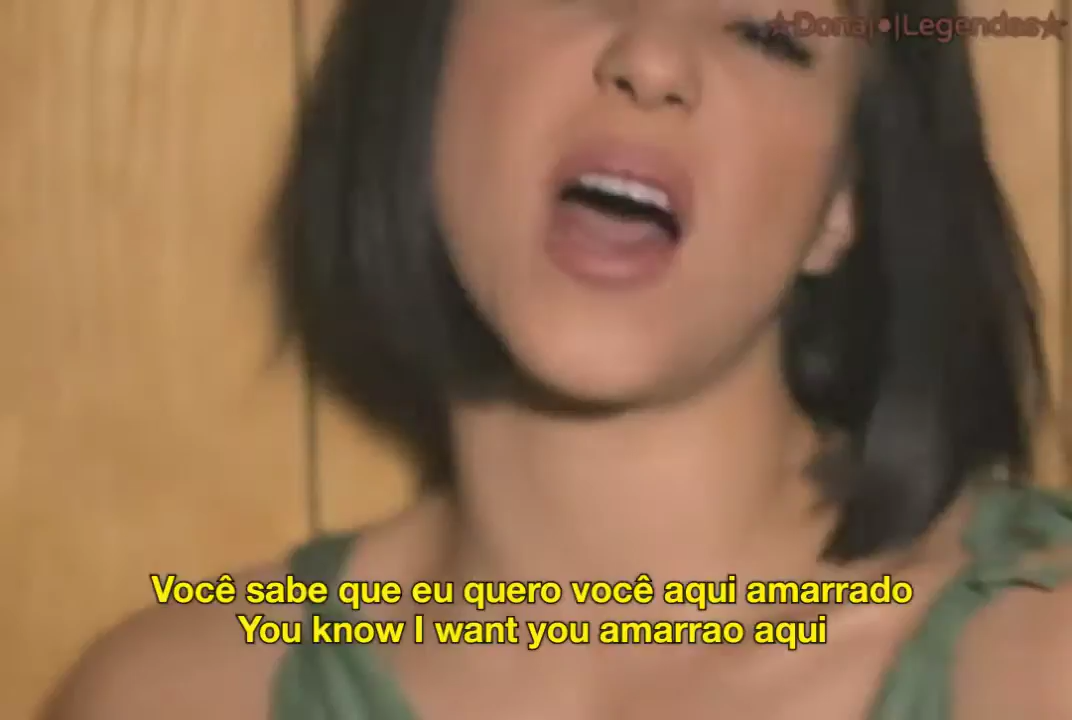 ☆Dona|•|Legendas☆
Você sabe que eu quero você aqui amarrado
You know I want you amarrao aqui